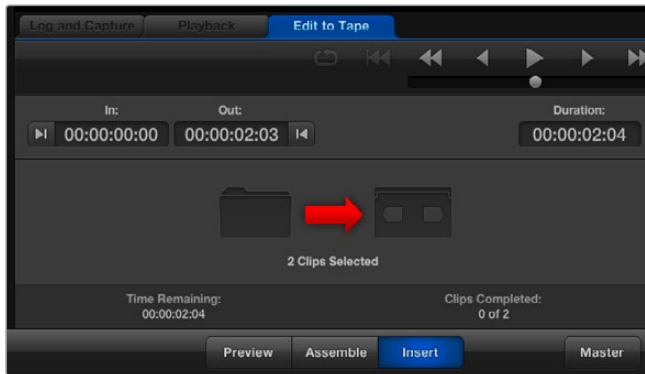 Log and Capture Playback Edit to Tape
In: Out: Duration:
00:00:00:00 00:00:02:03 00:00:02:04
2 Clips Selected
Time Remaining: Clips Completed:
00:00:02:04 0 of 2
Preview Assemble Insert Master